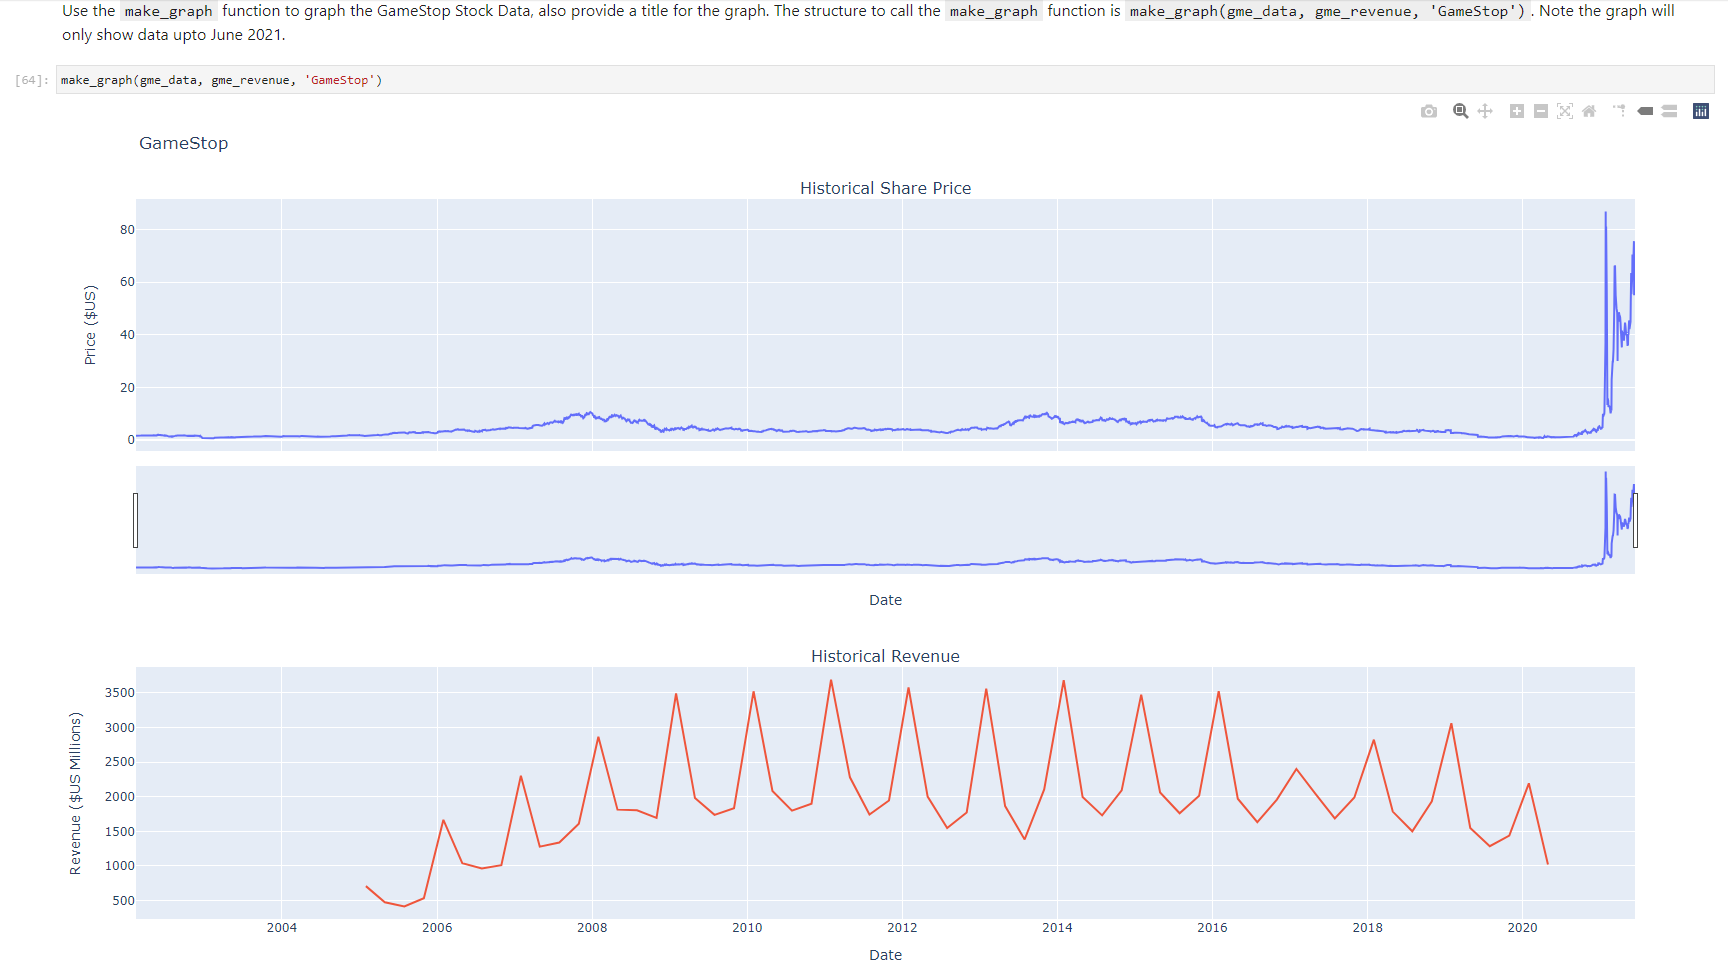 Use the make_graph function to graph the GameStop Stock Data, also provide a title for the graph. The structure to call the make_graph function is make_graph(gme_data, gme_revenue, 'GameStop') . Note the graph will
only show data upto June 2021.
[64]: make_graph(gme_data, gme_revenue, 'GameStop')
GameStop
Historical Share Price
80
60
40
20
0
Price ($US)
Date
Historical Revenue
3500
3000
2500
2000
1500
1000
500
Revenue ($US Millions)
2004 2006 2008 2010 2012 2014 2016 2018 2020
Date